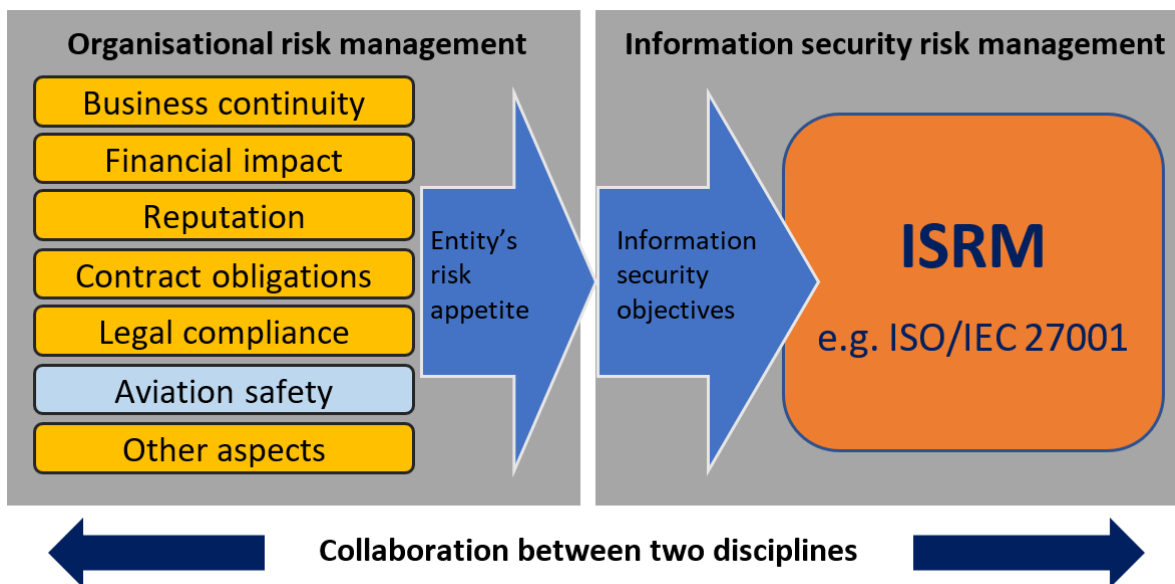 Organisational risk management
Business continuity
Financial impact
Reputation
Contract obligations
Legal compliance
Aviation safety
Other aspects
Entity’s
risk
appetite
Information security risk management
Information
security
objectives
ISRM
e.g. ISO/IEC 27001
Collaboration between two disciplines